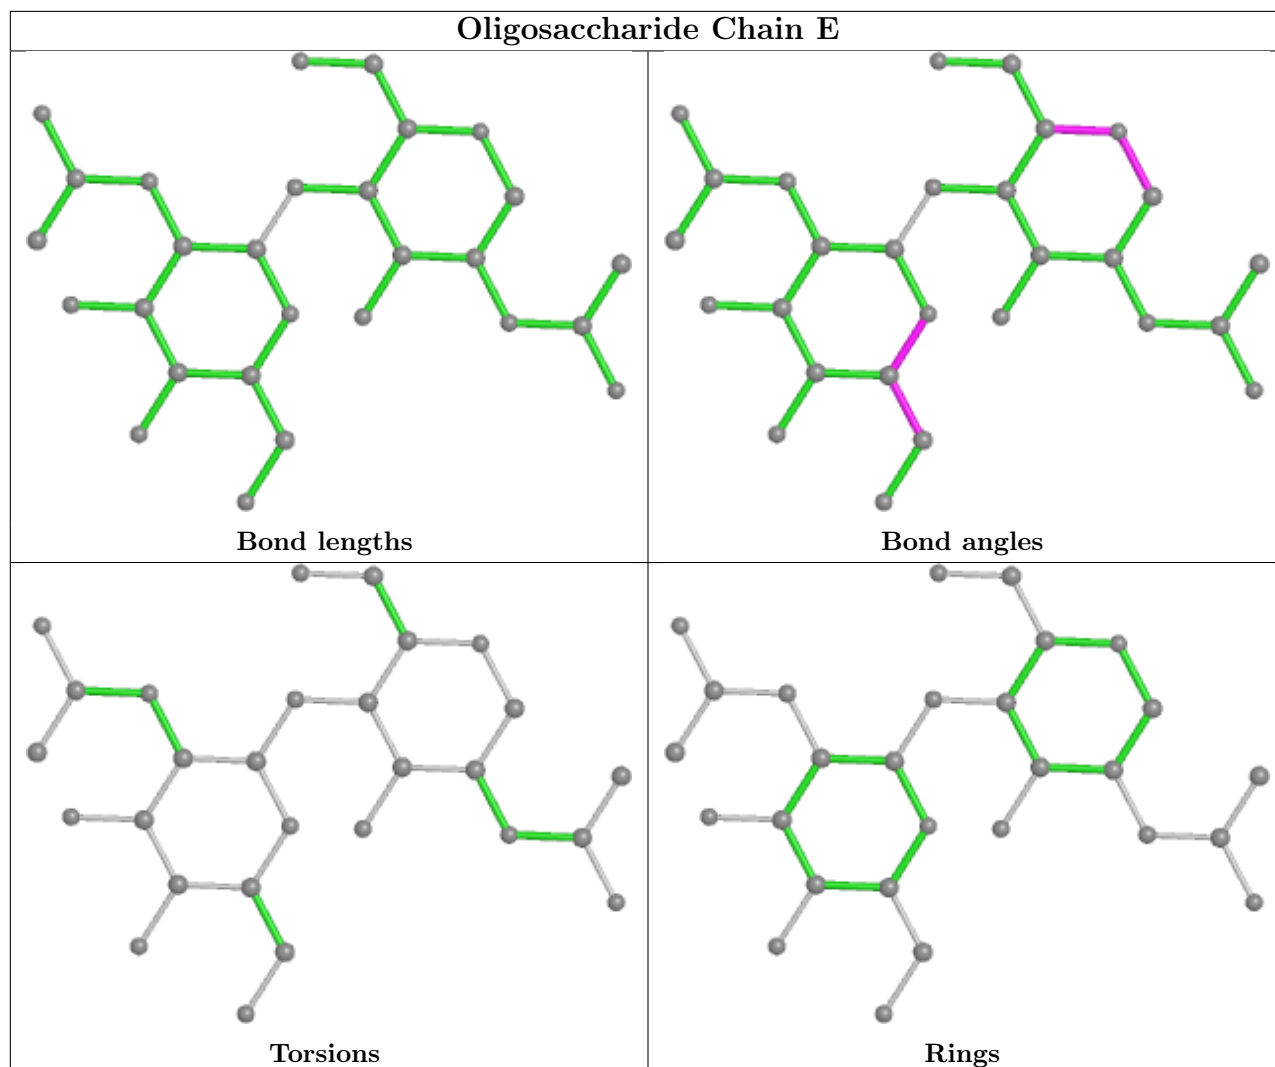 Oligosaccharide Chain E
Bond lengths
Bond angles
Torsions
Rings